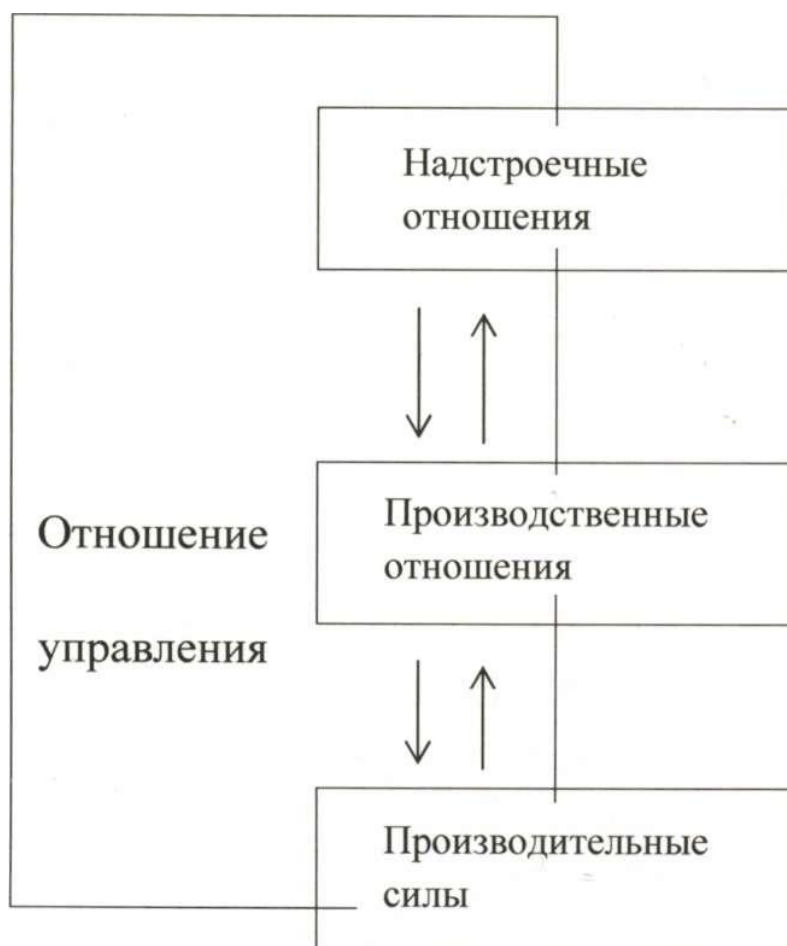 Надстроечные
отношения
Отношение
управления
Производственные
отношения
Производительные
силы